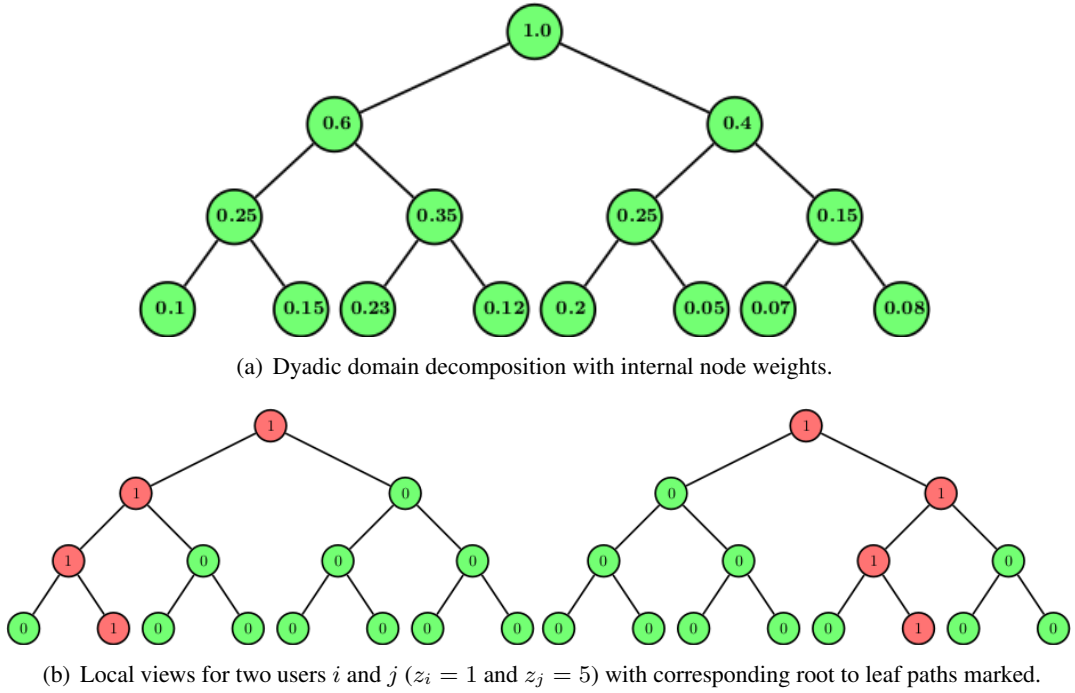 1.0
0.6 0.4
0.25 0.35 0.25 0.15
0.1 0.15 0.23 0.12 0.2 0.05 0.07 0.08
(a) Dyadic domain decomposition with internal node weights.
1 1
1 0 0 1
1 0 0 0 0 0 1 0
0 1 0 0 0 0 0 0 0 0 0 0 0 1 0 0
(b) Local views for two users i and j (z_i = 1 and z_j = 5) with corresponding root to leaf paths marked.